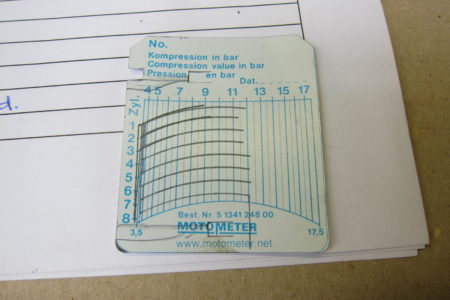 No.
Kompression in bar
Compression value in bar
Pression en bar
Dat.
4 5 7 9 11 13 15 17
Zyl.
1
2
3
4
5
6
7
8
3,5 17,5
Best. Nr. 5 1341 248 00
MOTOMETER
www.motometer.net
d.